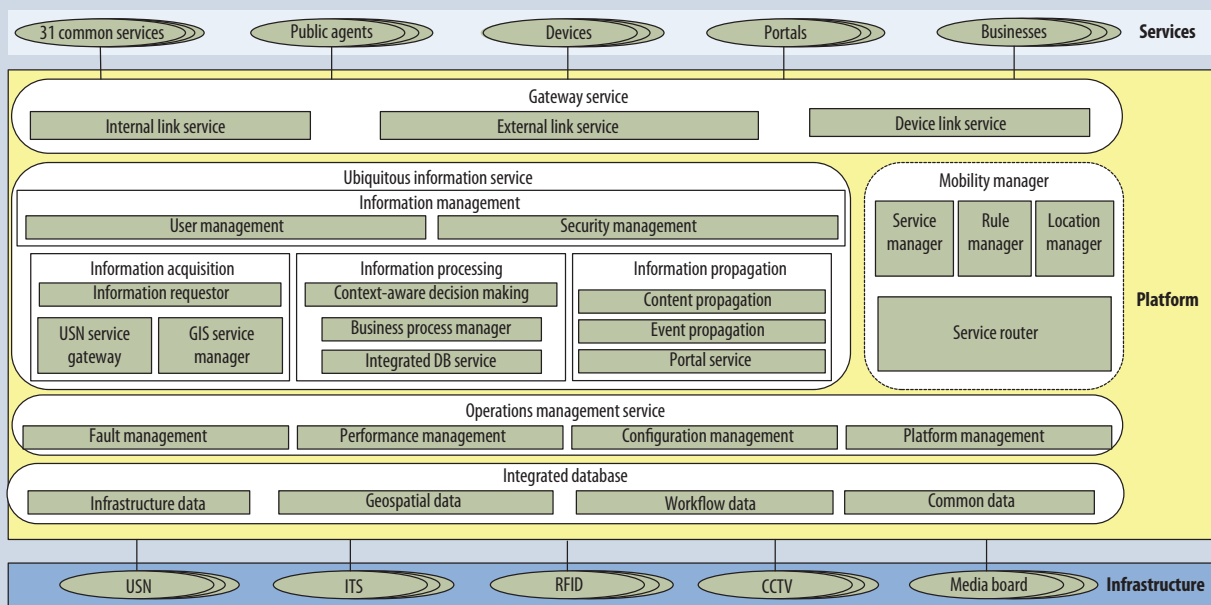 31 common services
Public agents
Devices
Portals
Businesses
Services
Gateway service
Internal link service
External link service
Device link service
Ubiquitous information service
Information management
User management
Security management
Information acquisition
Information requestor
USN service
gateway
GIS service
manager
Information processing
Context-aware decision making
Business process manager
Integrated DB service
Information propagation
Content propagation
Event propagation
Portal service
Mobility manager
Service
manager
Rule
manager
Location
manager
Service router
Platform
Operations management service
Fault management
Performance management
Configuration management
Platform management
Integrated database
Infrastructure data
Geospatial data
Workflow data
Common data
USN
ITS
RFID
CCTV
Media board
Infrastructure